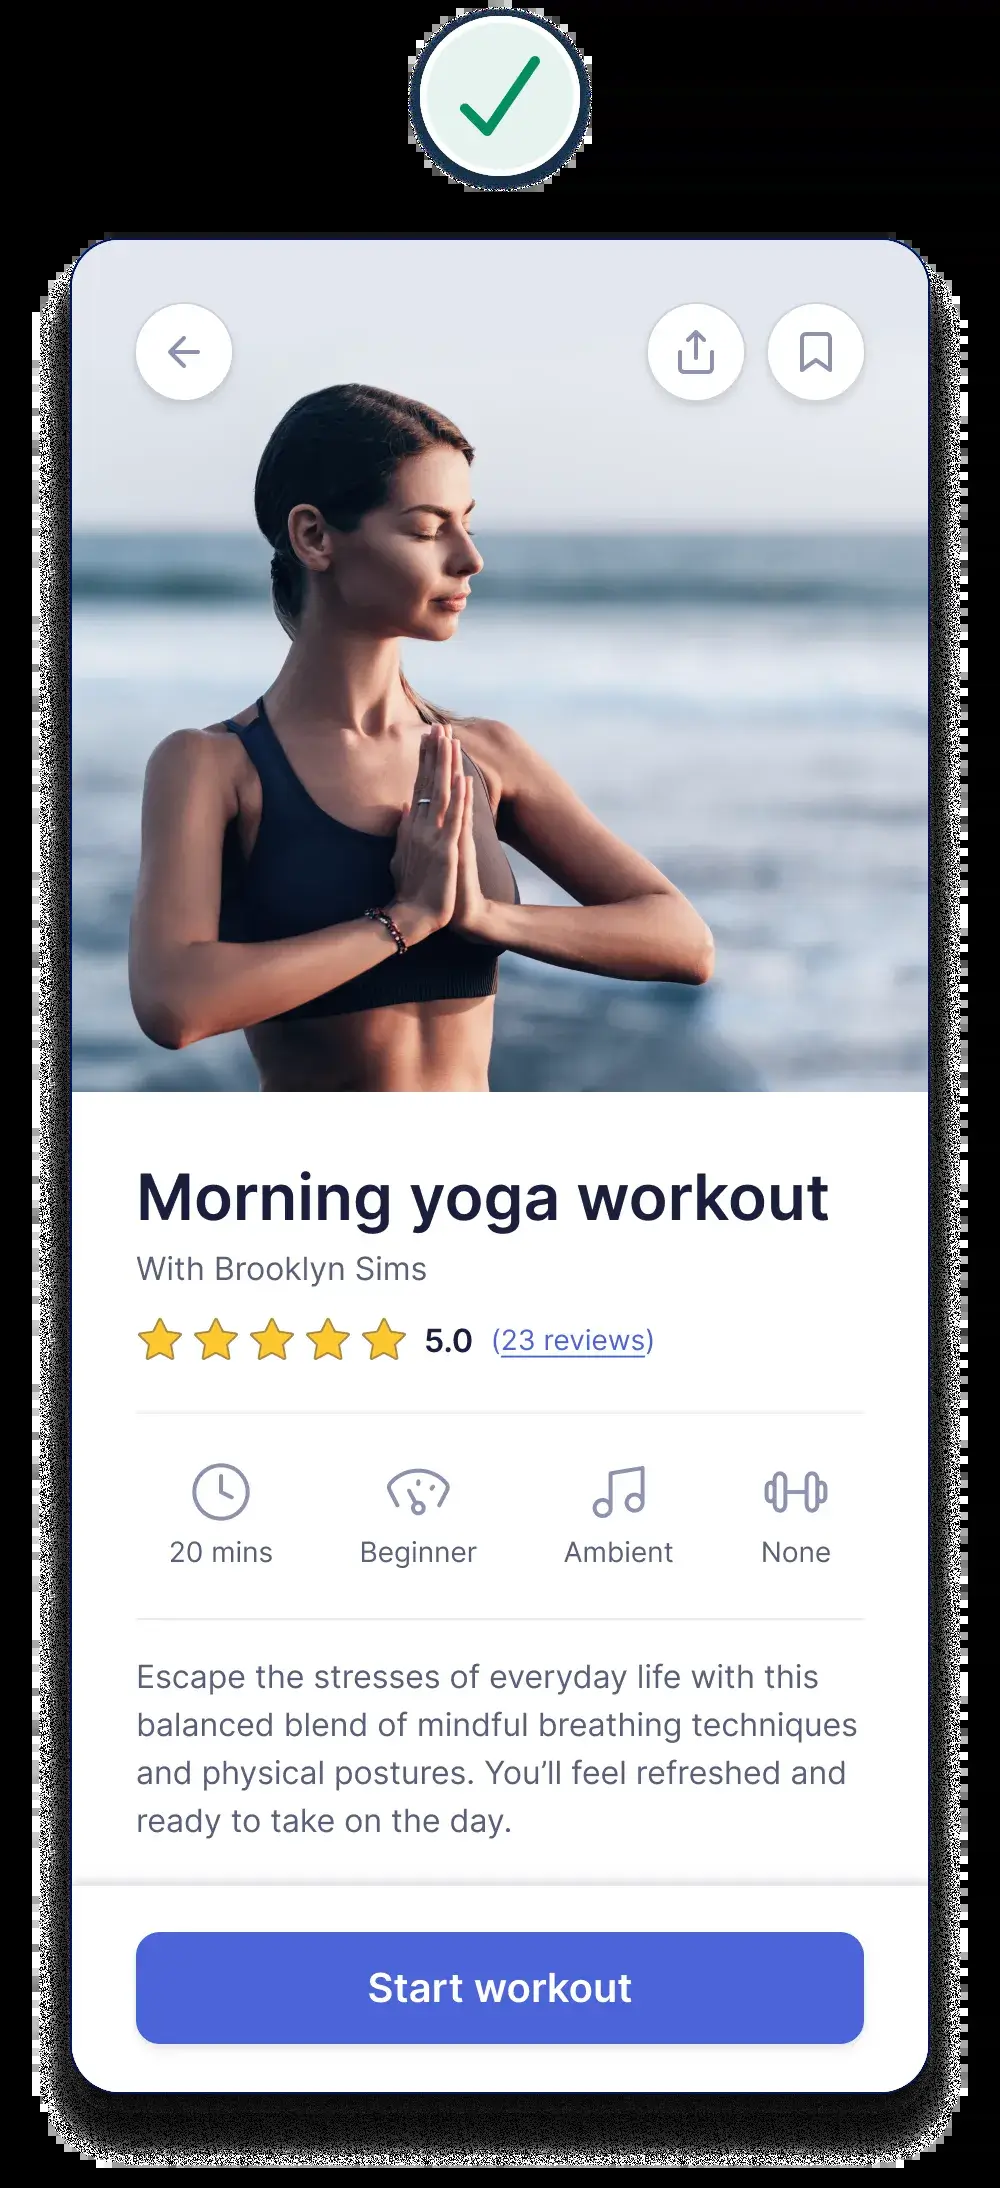 Morning yoga workout
With Brooklyn Sims
5.0 (23 reviews)
20 mins
Beginner
Ambient
None
Escape the stresses of everyday life with this
balanced blend of mindful breathing techniques
and physical postures. You’ll feel refreshed and
ready to take on the day.
Start workout